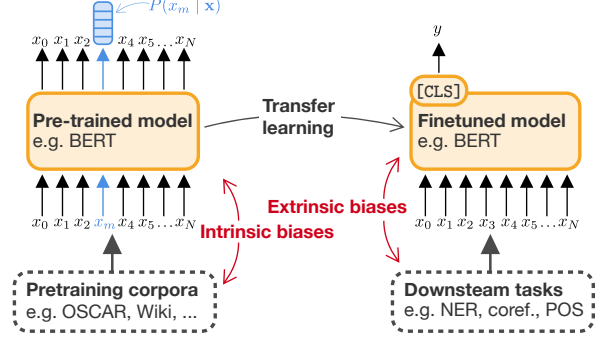 P(x_m | x)
x_0 x_1 x_2 x_4 x_5 ... x_N
y
[CLS]
Pre-trained model
e.g. BERT
Transfer
learning
Finetuned model
e.g. BERT
x_0 x_1 x_2 x_m x_4 x_5 ... x_N
Extrinsic biases
Intrinsic biases
x_0 x_1 x_2 x_3 x_4 x_5 ... x_N
Pretraining corpora
e.g. OSCAR, Wiki, ...
Downsteam tasks
e.g. NER, coref., POS